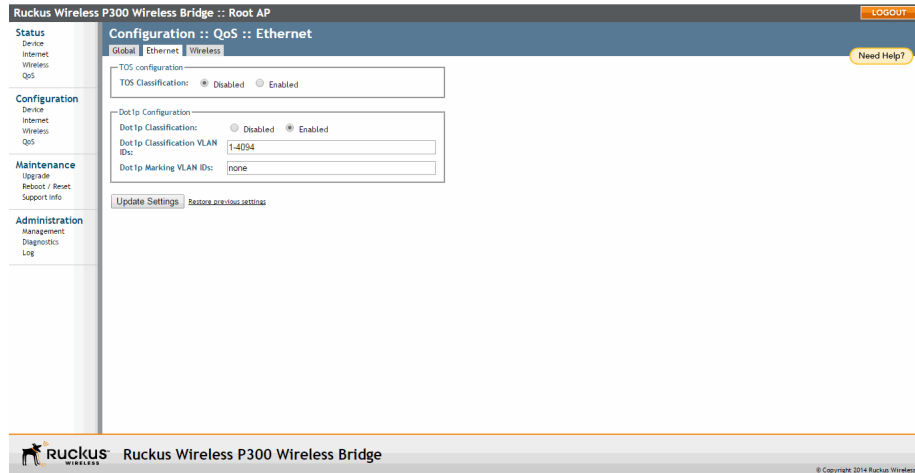 Ruckus Wireless P300 Wireless Bridge :: Root AP
LOGOUT
Status
Device
Internet
Wireless
QoS
Configuration
Device
Internet
Wireless
QoS
Maintenance
Upgrade
Reboot / Reset
Support Info
Administration
Management
Diagnostics
Log
Configuration :: QoS :: Ethernet
Need Help?
Global Ethernet Wireless
TOS configuration
TOS Classification: Disabled Enabled
Dot1p Configuration
Dot1p Classification: Disabled Enabled
Dot1p Classification VLAN
IDs:
1-4094
Dot1p Marking VLAN IDs: none
Update Settings Restore previous settings
Ruckus
WIRELESS
Ruckus Wireless P300 Wireless Bridge
© Copyright 2014 Ruckus Wireless